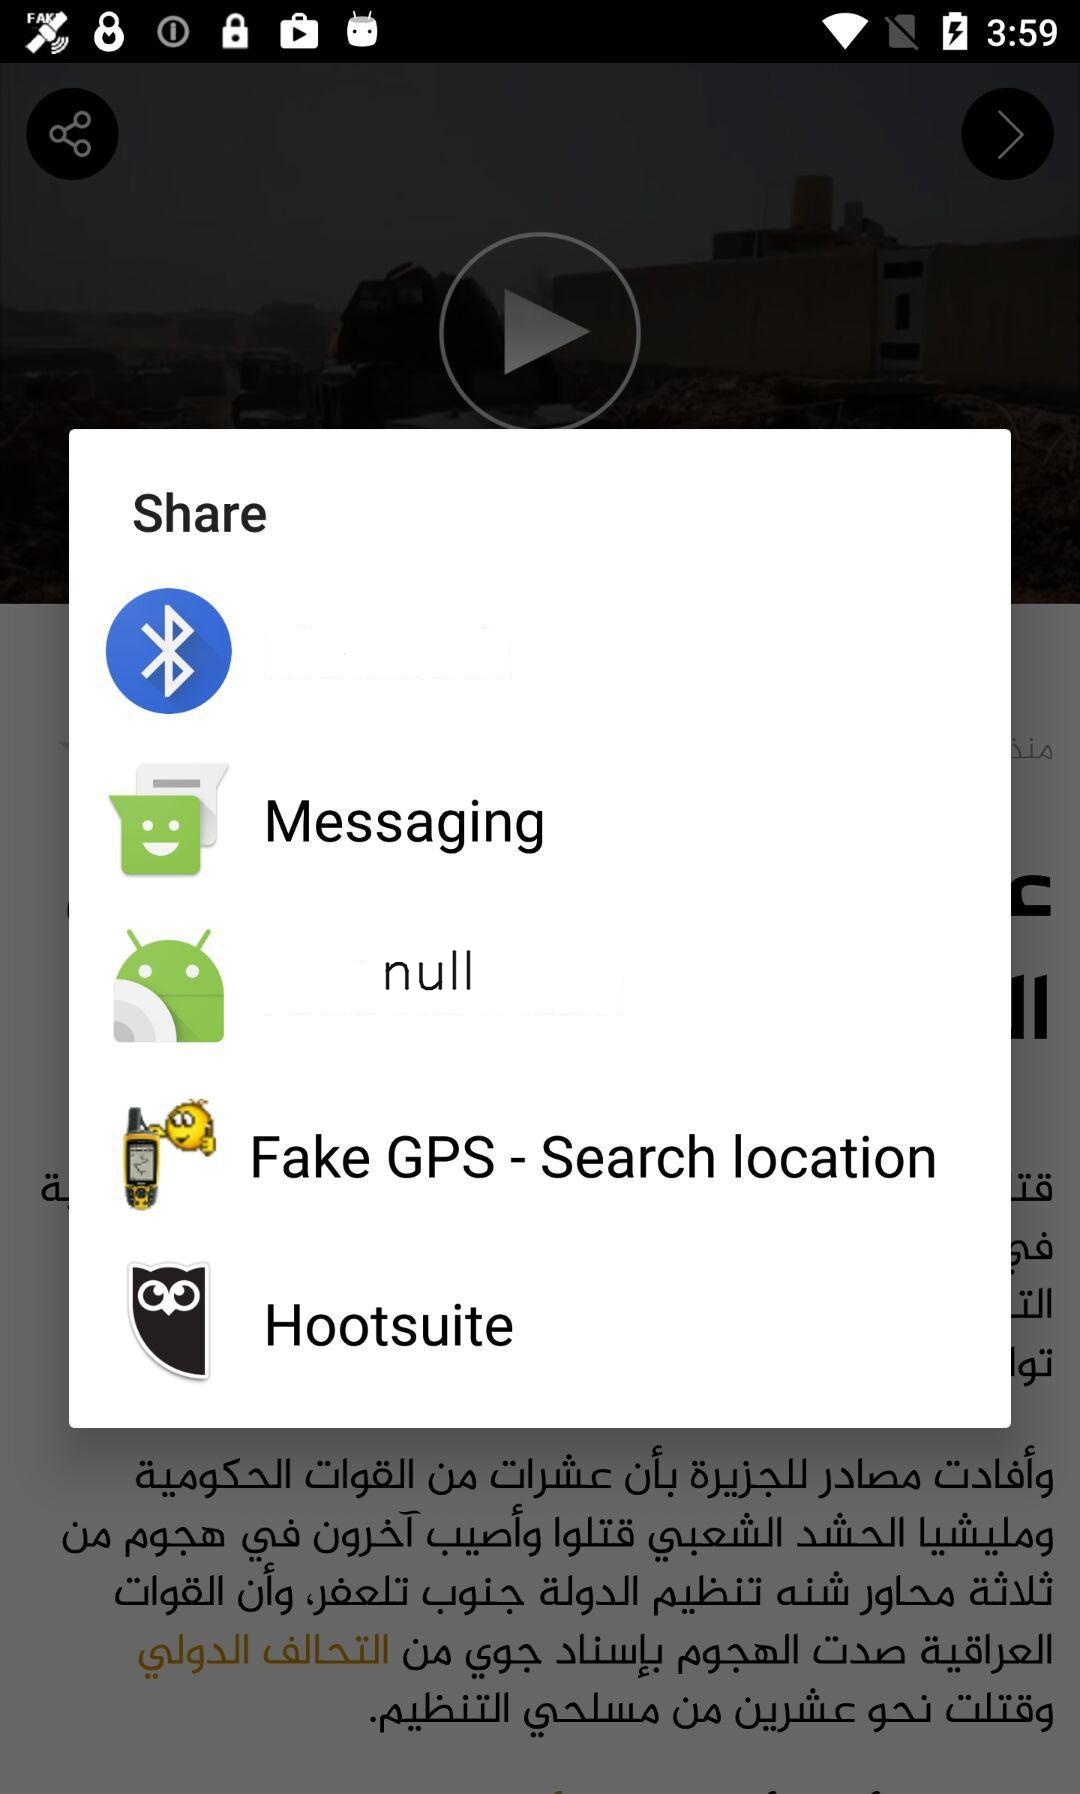 FAKE
3:59
Share
Messaging
null
Fake GPS - Search location
Hootsuite
منذ
وأفادت مصادر للجزيرة بأن عشرات من القوات الحكومية
ومليشيا الحشد الشعبي قتلوا وأصيب آخرون في هجوم من
ثلاثة محاور شنه تنظيم الدولة جنوب تلعفر، وأن القوات
العراقية صدت الهجوم بإسناد جوي من التحالف الدولي
وقتلت نحو عشرين من مسلحي التنظيم.